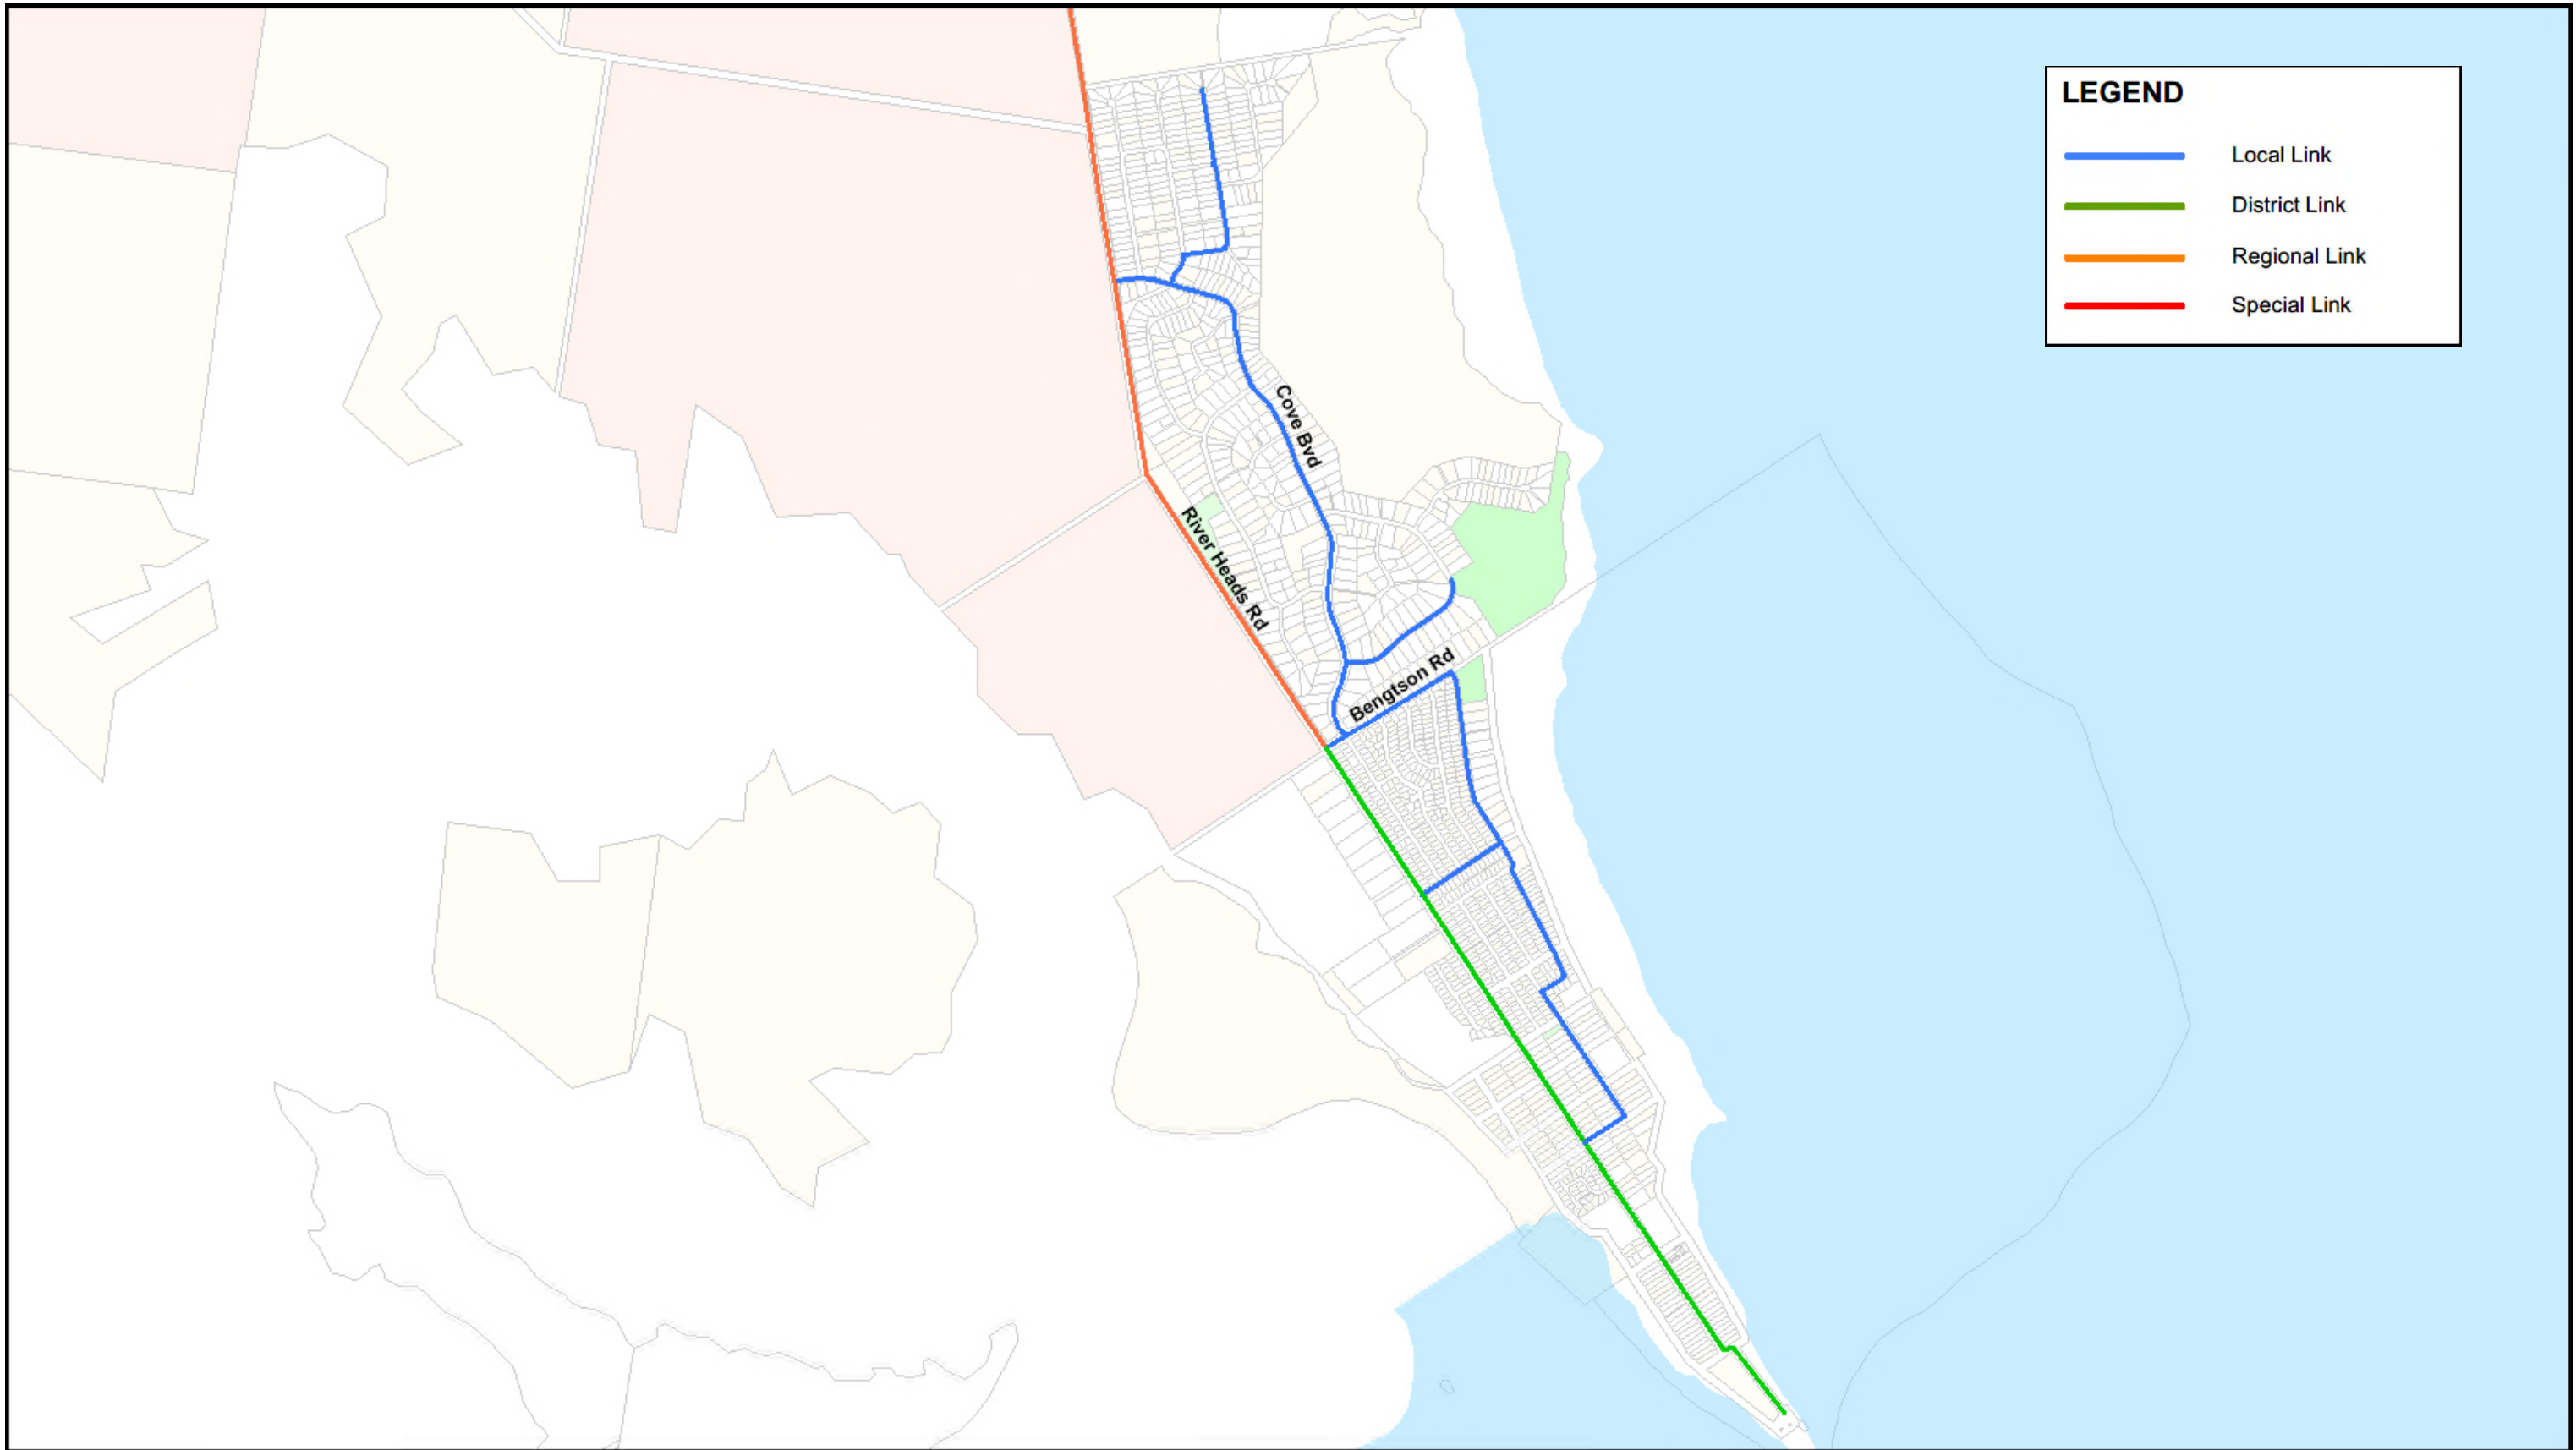 LEGEND
Local Link
District Link
Regional Link
Special Link
Cove Bvd
River Heads Rd
Bengtson Rd